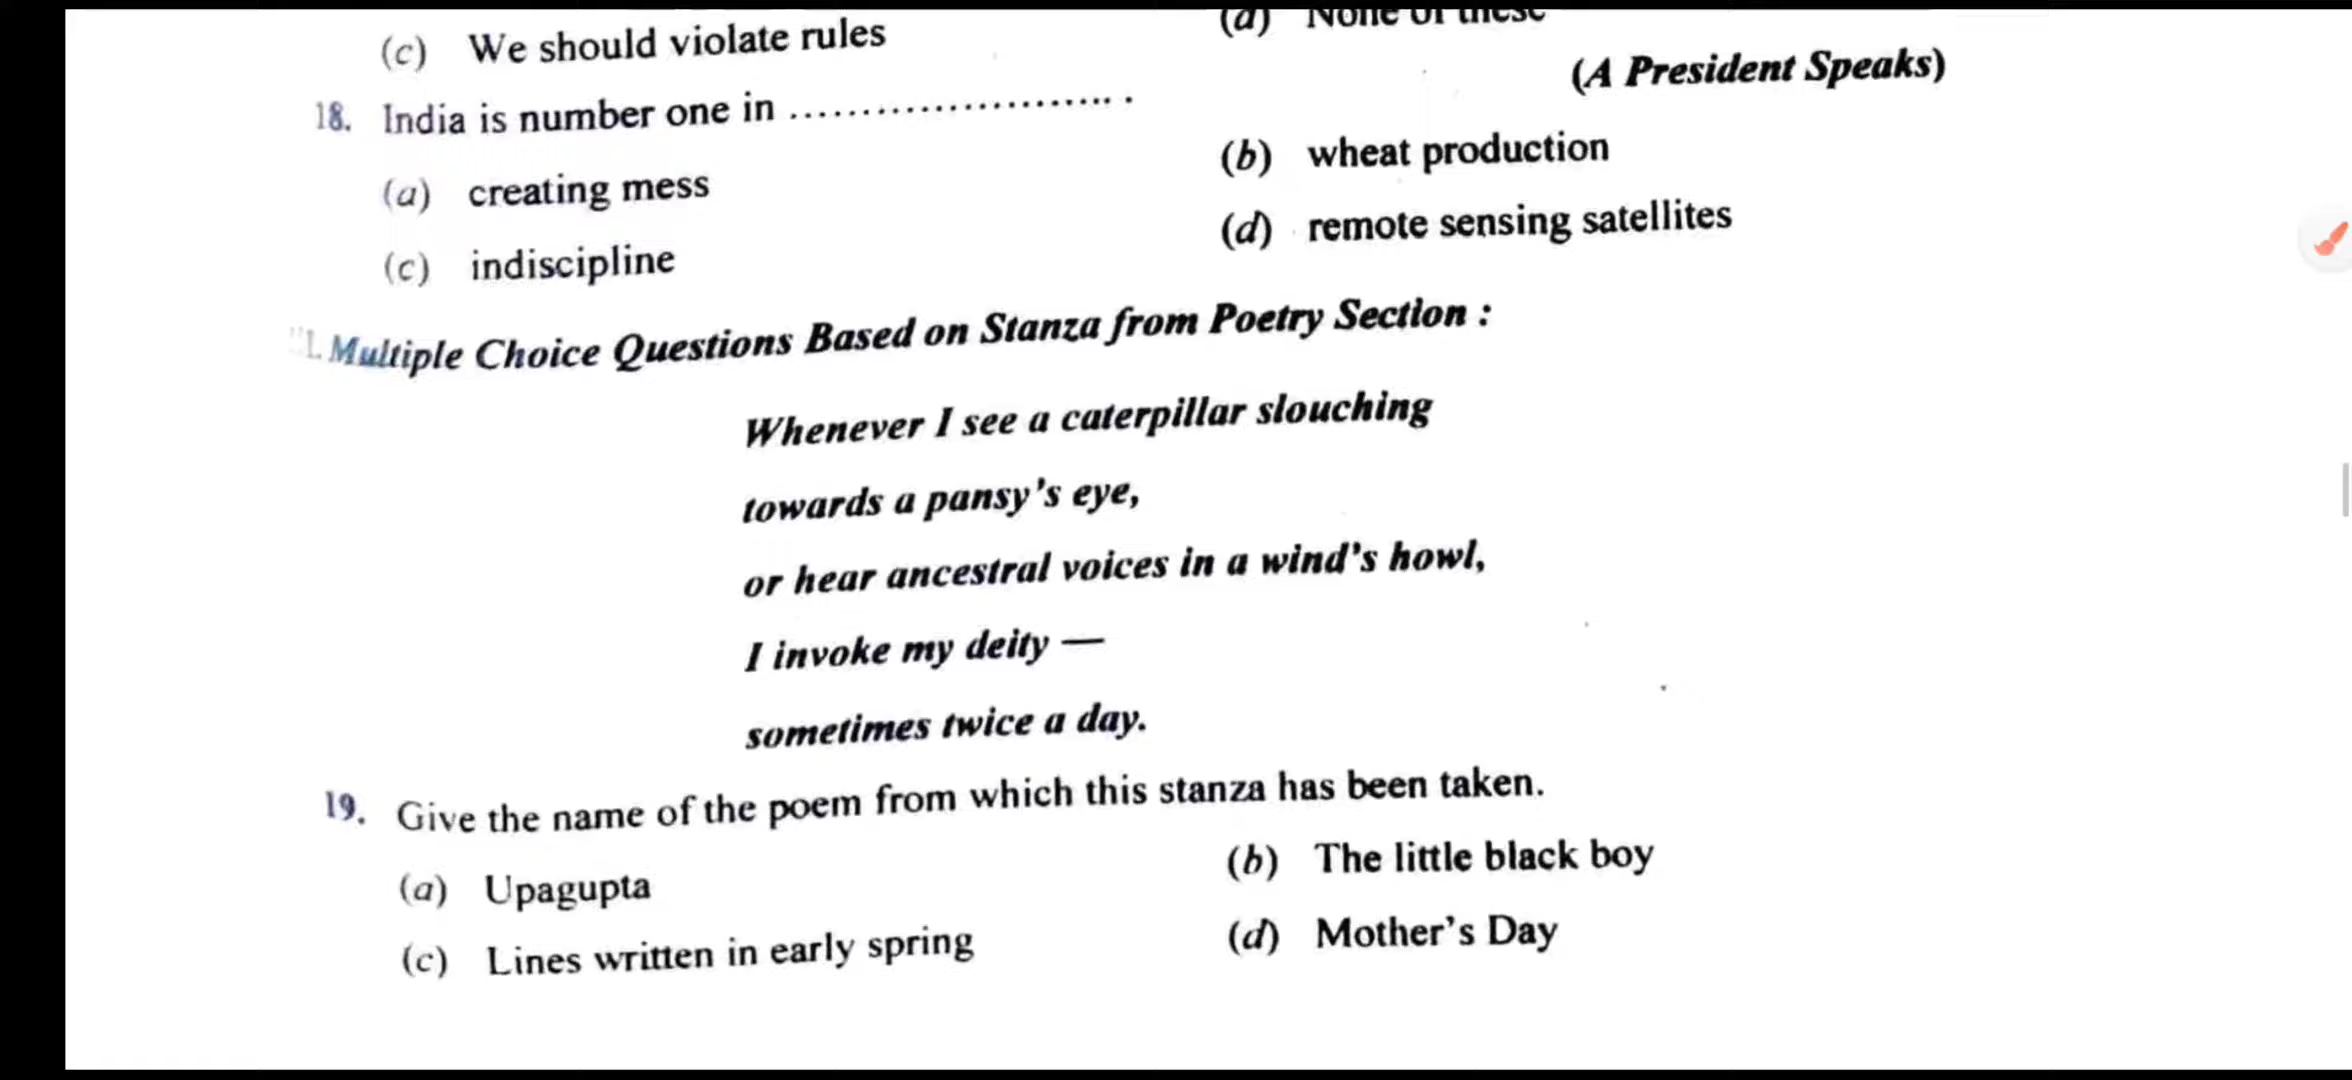 (c) We should violate rules
(d) None of these
(A President Speaks)
18. India is number one in ........................ .
(a) creating mess
(b) wheat production
(c) indiscipline
(d) remote sensing satellites
Multiple Choice Questions Based on Stanza from Poetry Section :
Whenever I see a caterpillar slouching
towards a pansy's eye,
or hear ancestral voices in a wind's howl,
I invoke my deity —
sometimes twice a day.
19. Give the name of the poem from which this stanza has been taken.
(a) Upagupta
(b) The little black boy
(c) Lines written in early spring
(d) Mother's Day